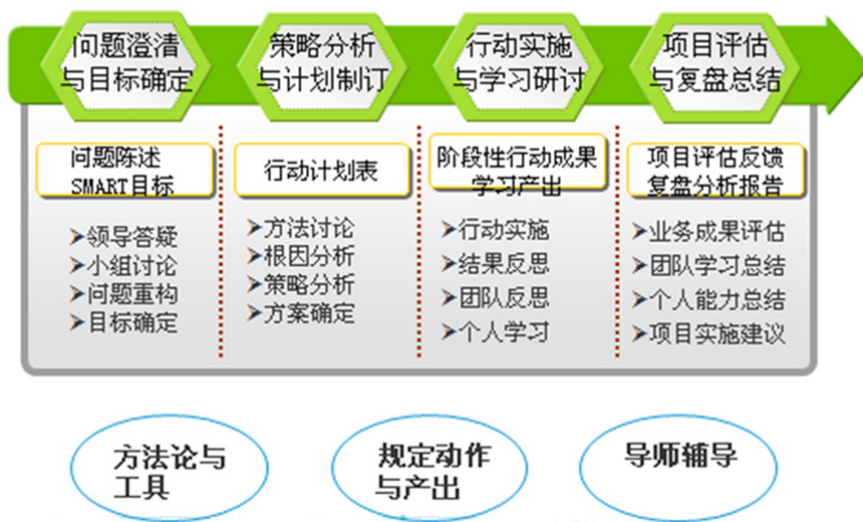 问题澄清
与目标确定
策略分析
与计划制订
行动实施
与学习研讨
项目评估
与复盘总结
问题陈述
SMART目标
行动计划表
阶段性行动成果
学习产出
项目评估反馈
复盘分析报告
➢领导答疑
➢小组讨论
➢问题重构
➢目标确定
➢方法讨论
➢根因分析
➢策略分析
➢方案确定
➢行动实施
➢结果反思
➢团队反思
➢个人学习
➢业务成果评估
➢团队学习总结
➢个人能力总结
➢项目实施建议
方法论与
工具
规定动作
与产出
导师辅导